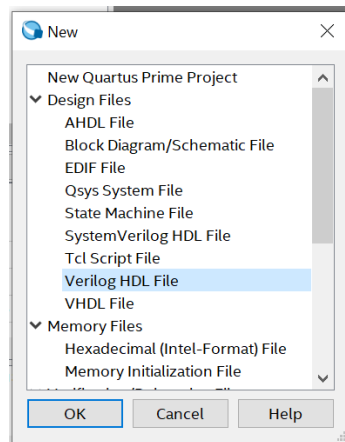 New
New Quartus Prime Project
Design Files
AHDL File
Block Diagram/Schematic File
EDIF File
Qsys System File
State Machine File
SystemVerilog HDL File
Tcl Script File
Verilog HDL File
VHDL File
Memory Files
Hexadecimal (Intel-Format) File
Memory Initialization File
OK Cancel Help